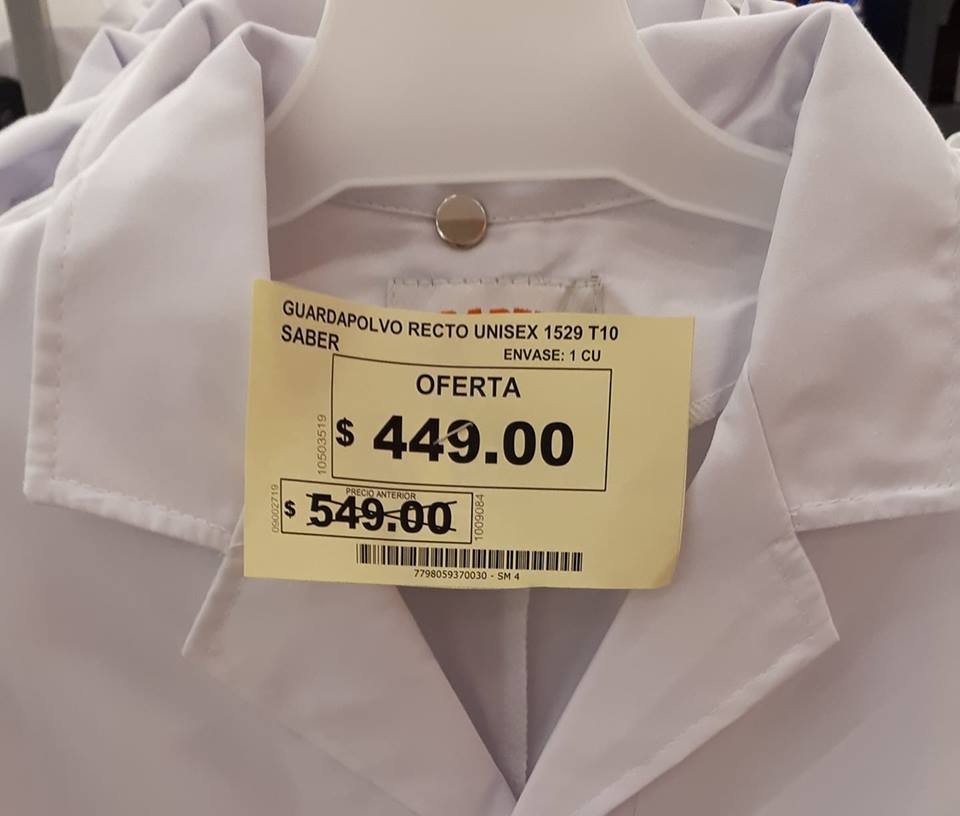 GUARDAPOLVO RECTO UNISEX 1529 T10
SABER
ENVASE: 1 CU
OFERTA
$ 449.00
10503519
PRECIO ANTERIOR
$ 549.00
09002719
1009084
7798059370030 - SM 4